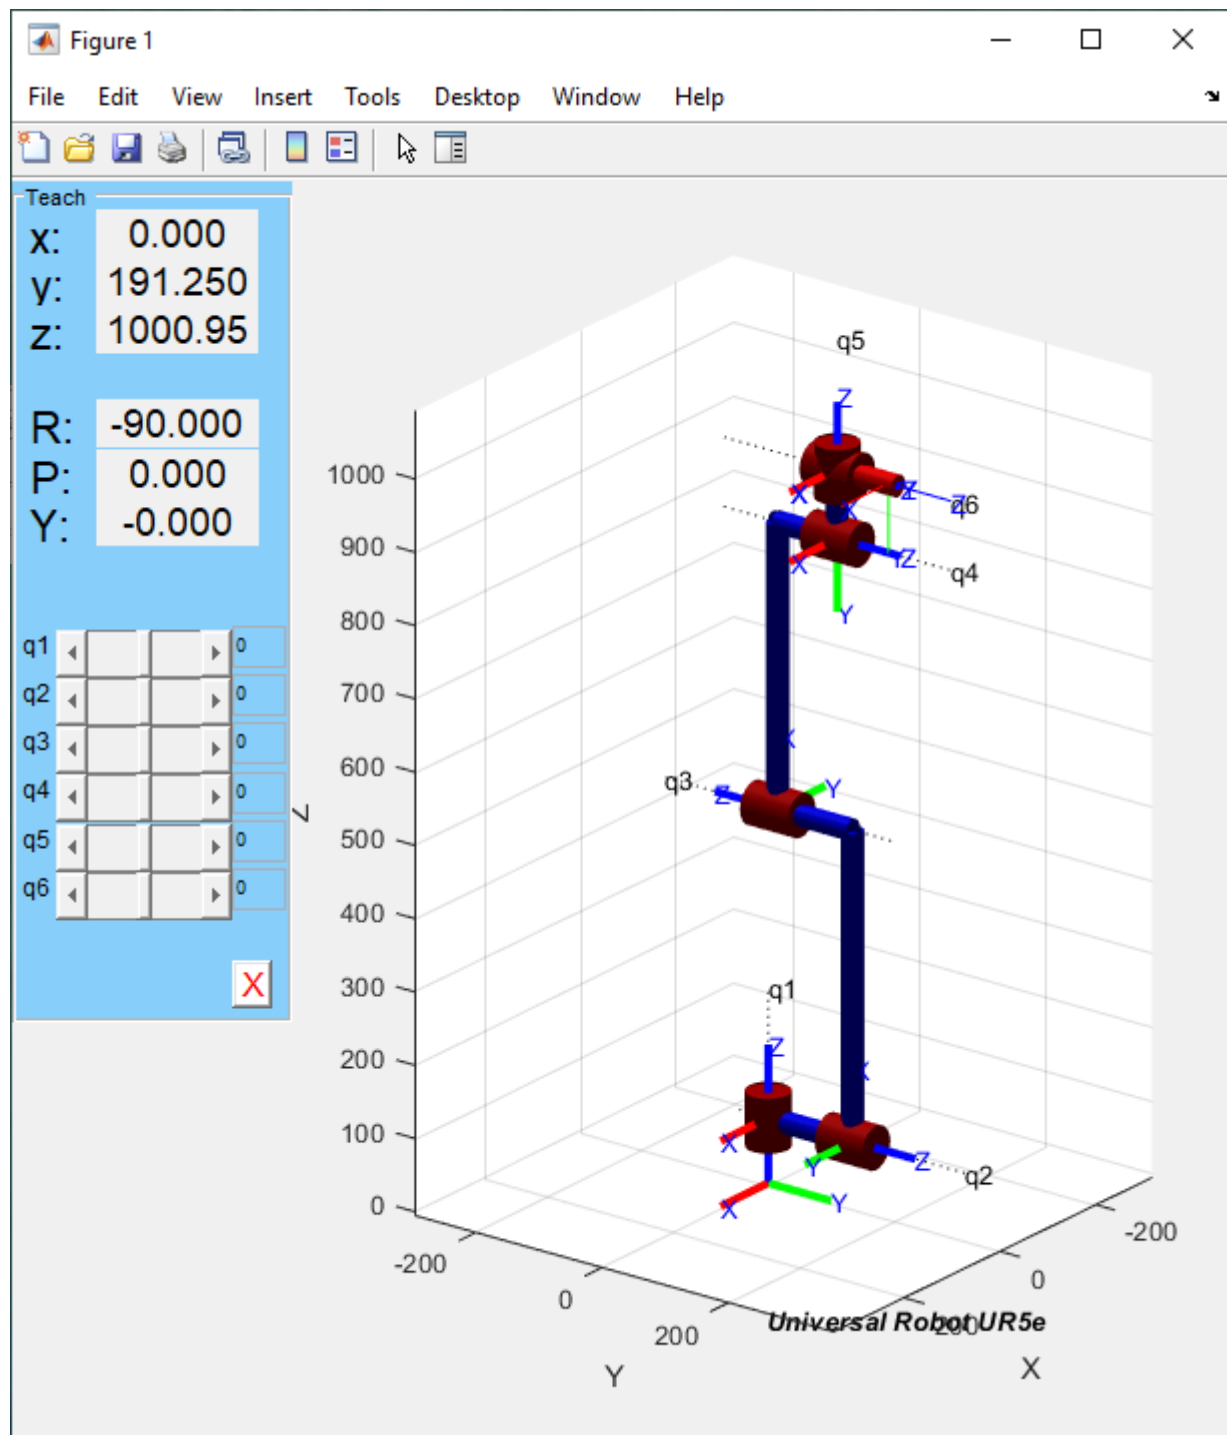 Figure 1
File Edit View Insert Tools Desktop Window Help
Teach
x: 0.000
y: 191.250
z: 1000.95
R: -90.000
P: 0.000
Y: -0.000
q1 0
q2 0
q3 0
q4 0
q5 0
q6 0
X
q5
Z
1000
X
X
Z
Z
q6
900
X
Y
Z
q4
800
Y
700
X
600
q3
Z
Y
Z
500
400
300
q1
200
Z
X
100
X
Y
Z
q2
0
X
Y
-200
0
200
Y
-200
0
200
X
Universal Robot UR5e